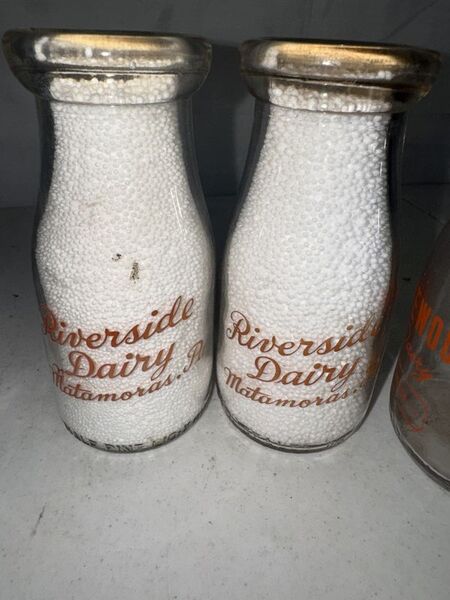 Riverside
Dairy
Matamoras, Pa.
Riverside
Dairy
Matamoras,